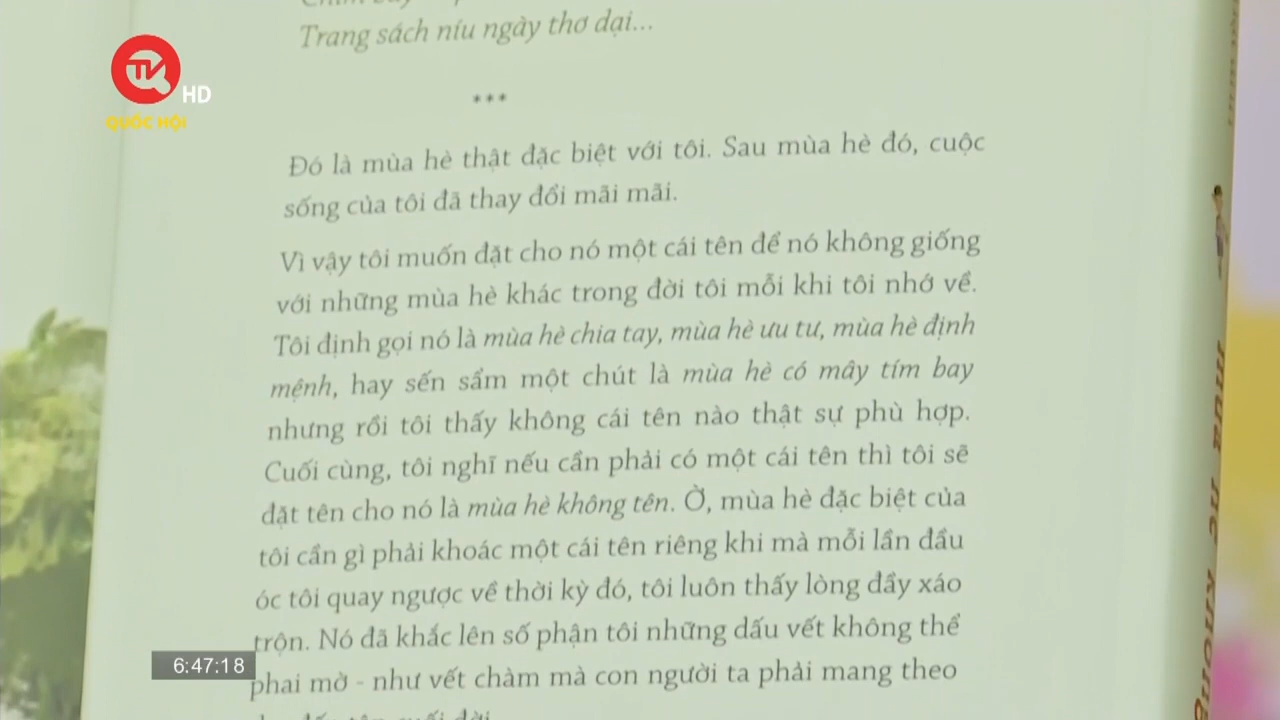 Trang sách níu ngày thơ dại...
TV
HD
QUỐC HỘI
***
Đó là mùa hè thật đặc biệt với tôi. Sau mùa hè đó, cuộc
sống của tôi đã thay đổi mãi mãi.
Vì vậy tôi muốn đặt cho nó một cái tên để nó không giống
với những mùa hè khác trong đời tôi mỗi khi tôi nhớ về.
Tôi định gọi nó là mùa hè chia tay, mùa hè ưu tư, mùa hè định
mệnh, hay sến sẩm một chút là mùa hè có mây tím bay
nhưng rồi tôi thấy không cái tên nào thật sự phù hợp.
Cuối cùng, tôi nghĩ nếu cần phải có một cái tên thì tôi sẽ
đặt tên cho nó là mùa hè không tên. Ờ, mùa hè đặc biệt của
tôi cần gì phải khoác một cái tên riêng khi mà mỗi lần đầu
óc tôi quay ngược về thời kỳ đó, tôi luôn thấy lòng đầy xáo
trộn. Nó đã khắc lên số phận tôi những dấu vết không thể
phai mờ - như vết chàm mà con người ta phải mang theo
6:47:18